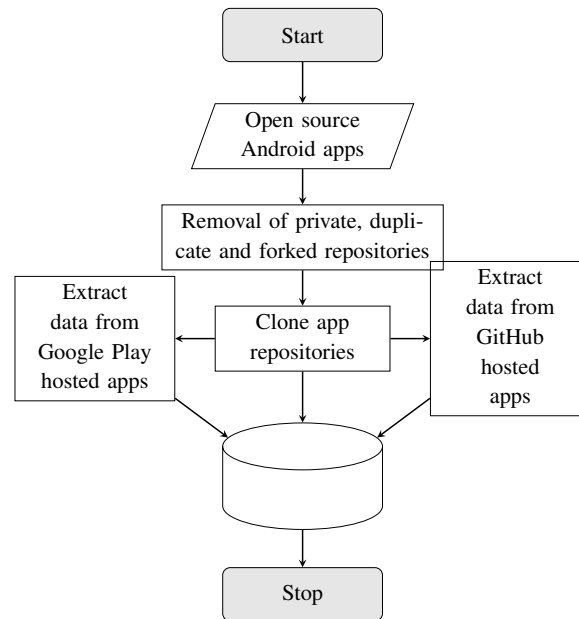 Start
Open source
Android apps
Removal of private, dupli-
cate and forked repositories
Extract
data from
Google Play
hosted apps
Clone app
repositories
Extract
data from
GitHub
hosted
apps
Stop